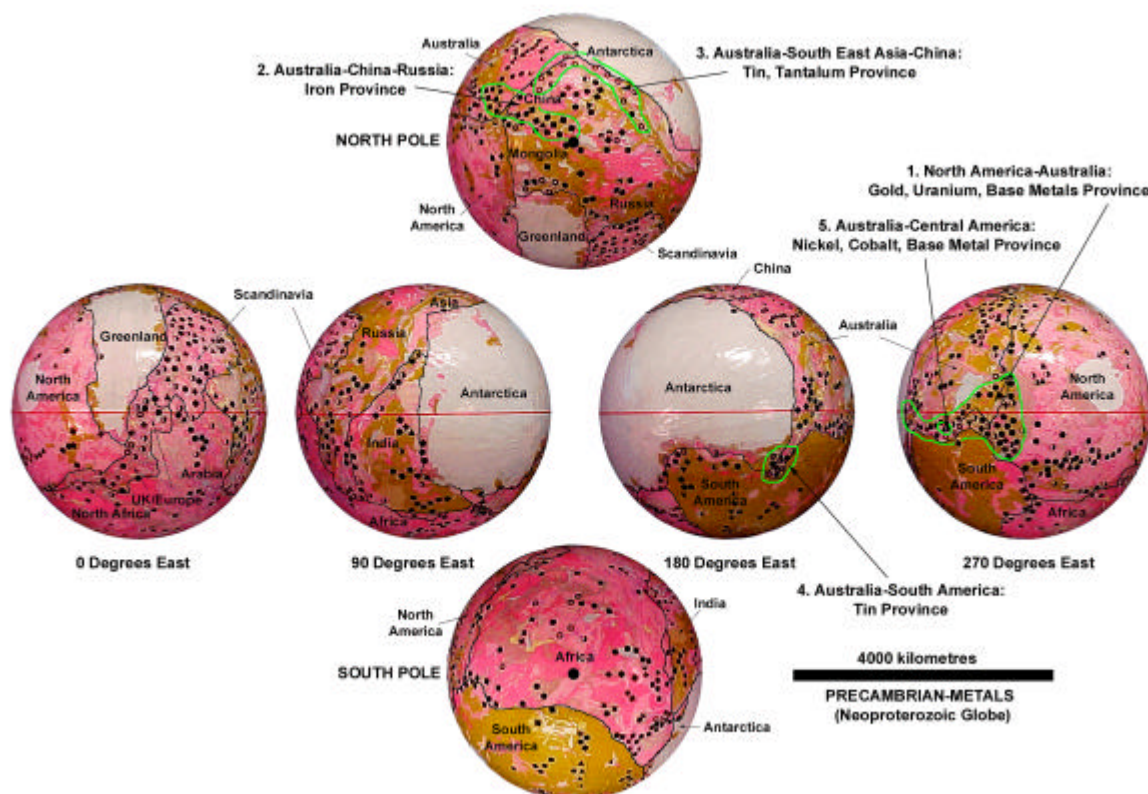 Australia
Antarctica
3. Australia-South East Asia-China:
Tin, Tantalum Province
2. Australia-China-Russia:
Iron Province
China
NORTH POLE
Mongolia
1. North America-Australia:
Gold, Uranium, Base Metals Province
North
America
Russia
5. Australia-Central America:
Nickel, Cobalt, Base Metal Province
Greenland
Scandinavia
China
Scandinavia
Asia
Greenland
Russia
Australia
North
America
Antarctica
Antarctica
North
America
India
Arabia
South
America
South
America
UK/Europe
North Africa
Africa
Africa
0 Degrees East
90 Degrees East
180 Degrees East
270 Degrees East
4. Australia-South America:
Tin Province
North
America
India
Africa
SOUTH POLE
4000 kilometres
PRECAMBRIAN-METALS
(Neoproterozoic Globe)
South
America
Antarctica